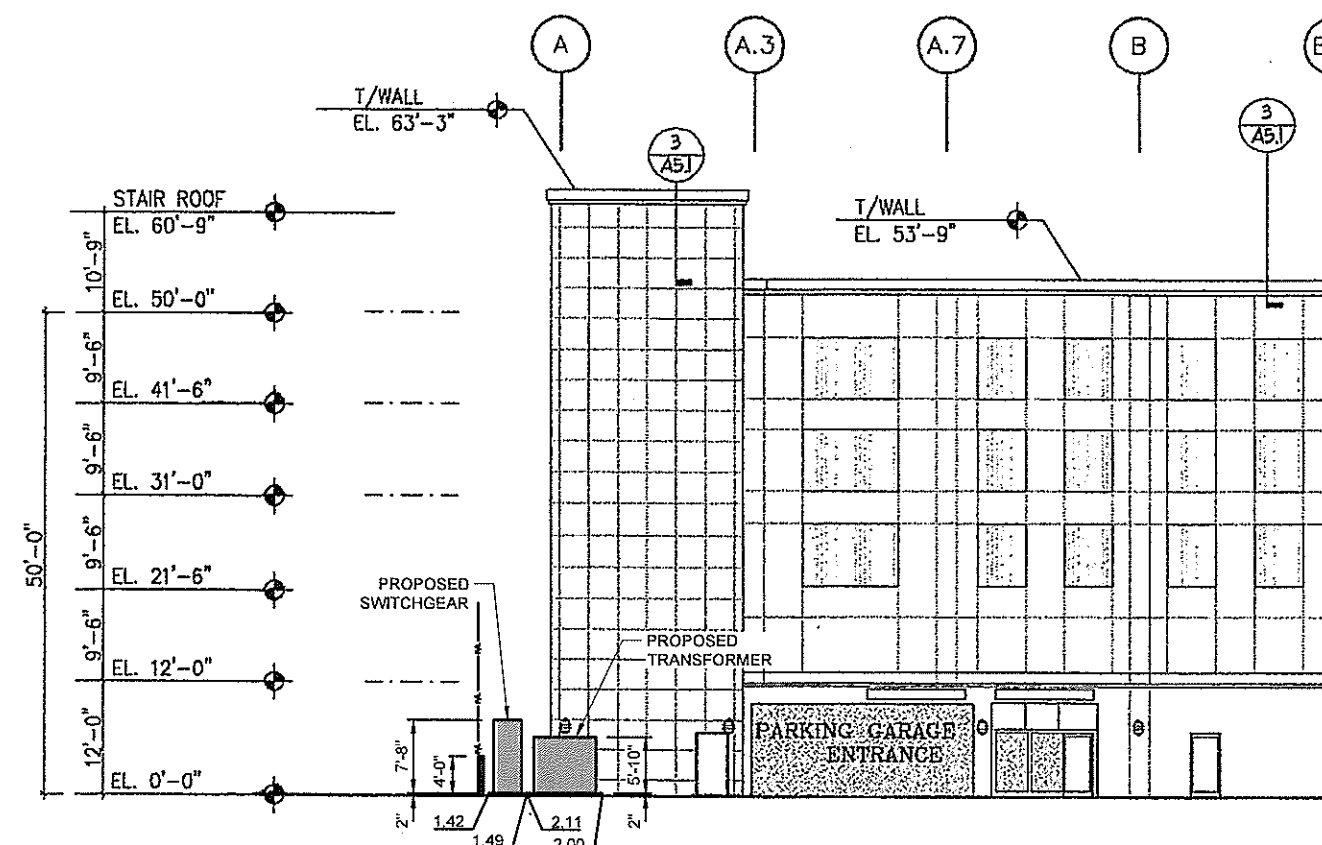 A
A.3
A.7
B
T/WALL
EL. 63'-3"
3
A5.1
3
A5.1
STAIR ROOF
EL. 60'-9"
T/WALL
EL. 53'-9"
10'-9"
EL. 50'-0"
9'-6"
EL. 41'-6"
9'-6"
EL. 31'-0"
9'-6"
EL. 21'-6"
50'-0"
9'-6"
EL. 12'-0"
12'-0"
EL. 0'-0"
PROPOSED
SWITCHGEAR
PROPOSED
TRANSFORMER
7'-8"
4'-0"
5'-10"
PARKING GARAGE
ENTRANCE
2"
1.42
2.11
2"
1.49
2.00